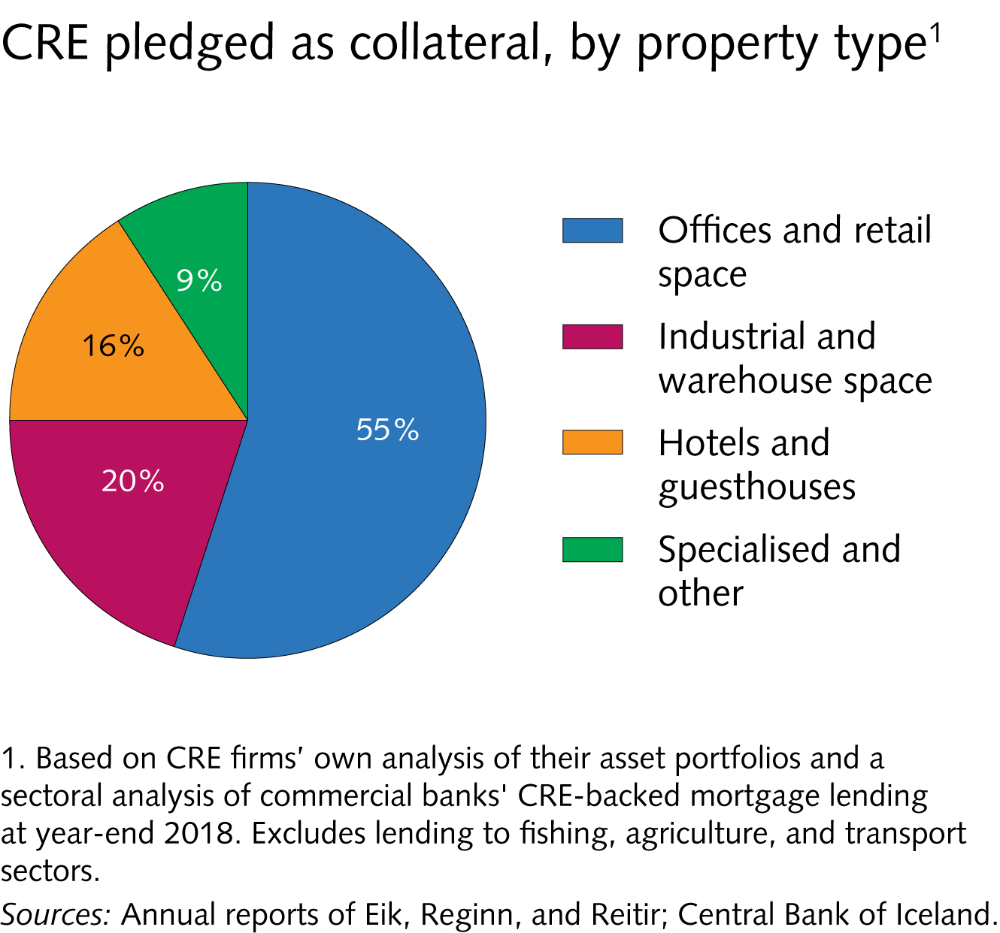 CRE pledged as collateral, by property type¹
9%
16%
55%
20%
Offices and retail
space
Industrial and
warehouse space
Hotels and
guesthouses
Specialised and
other
1. Based on CRE firms’ own analysis of their asset portfolios and a
sectoral analysis of commercial banks' CRE-backed mortgage lending
at year-end 2018. Excludes lending to fishing, agriculture, and transport
sectors.
Sources: Annual reports of Eik, Reginn, and Reitir; Central Bank of Iceland.